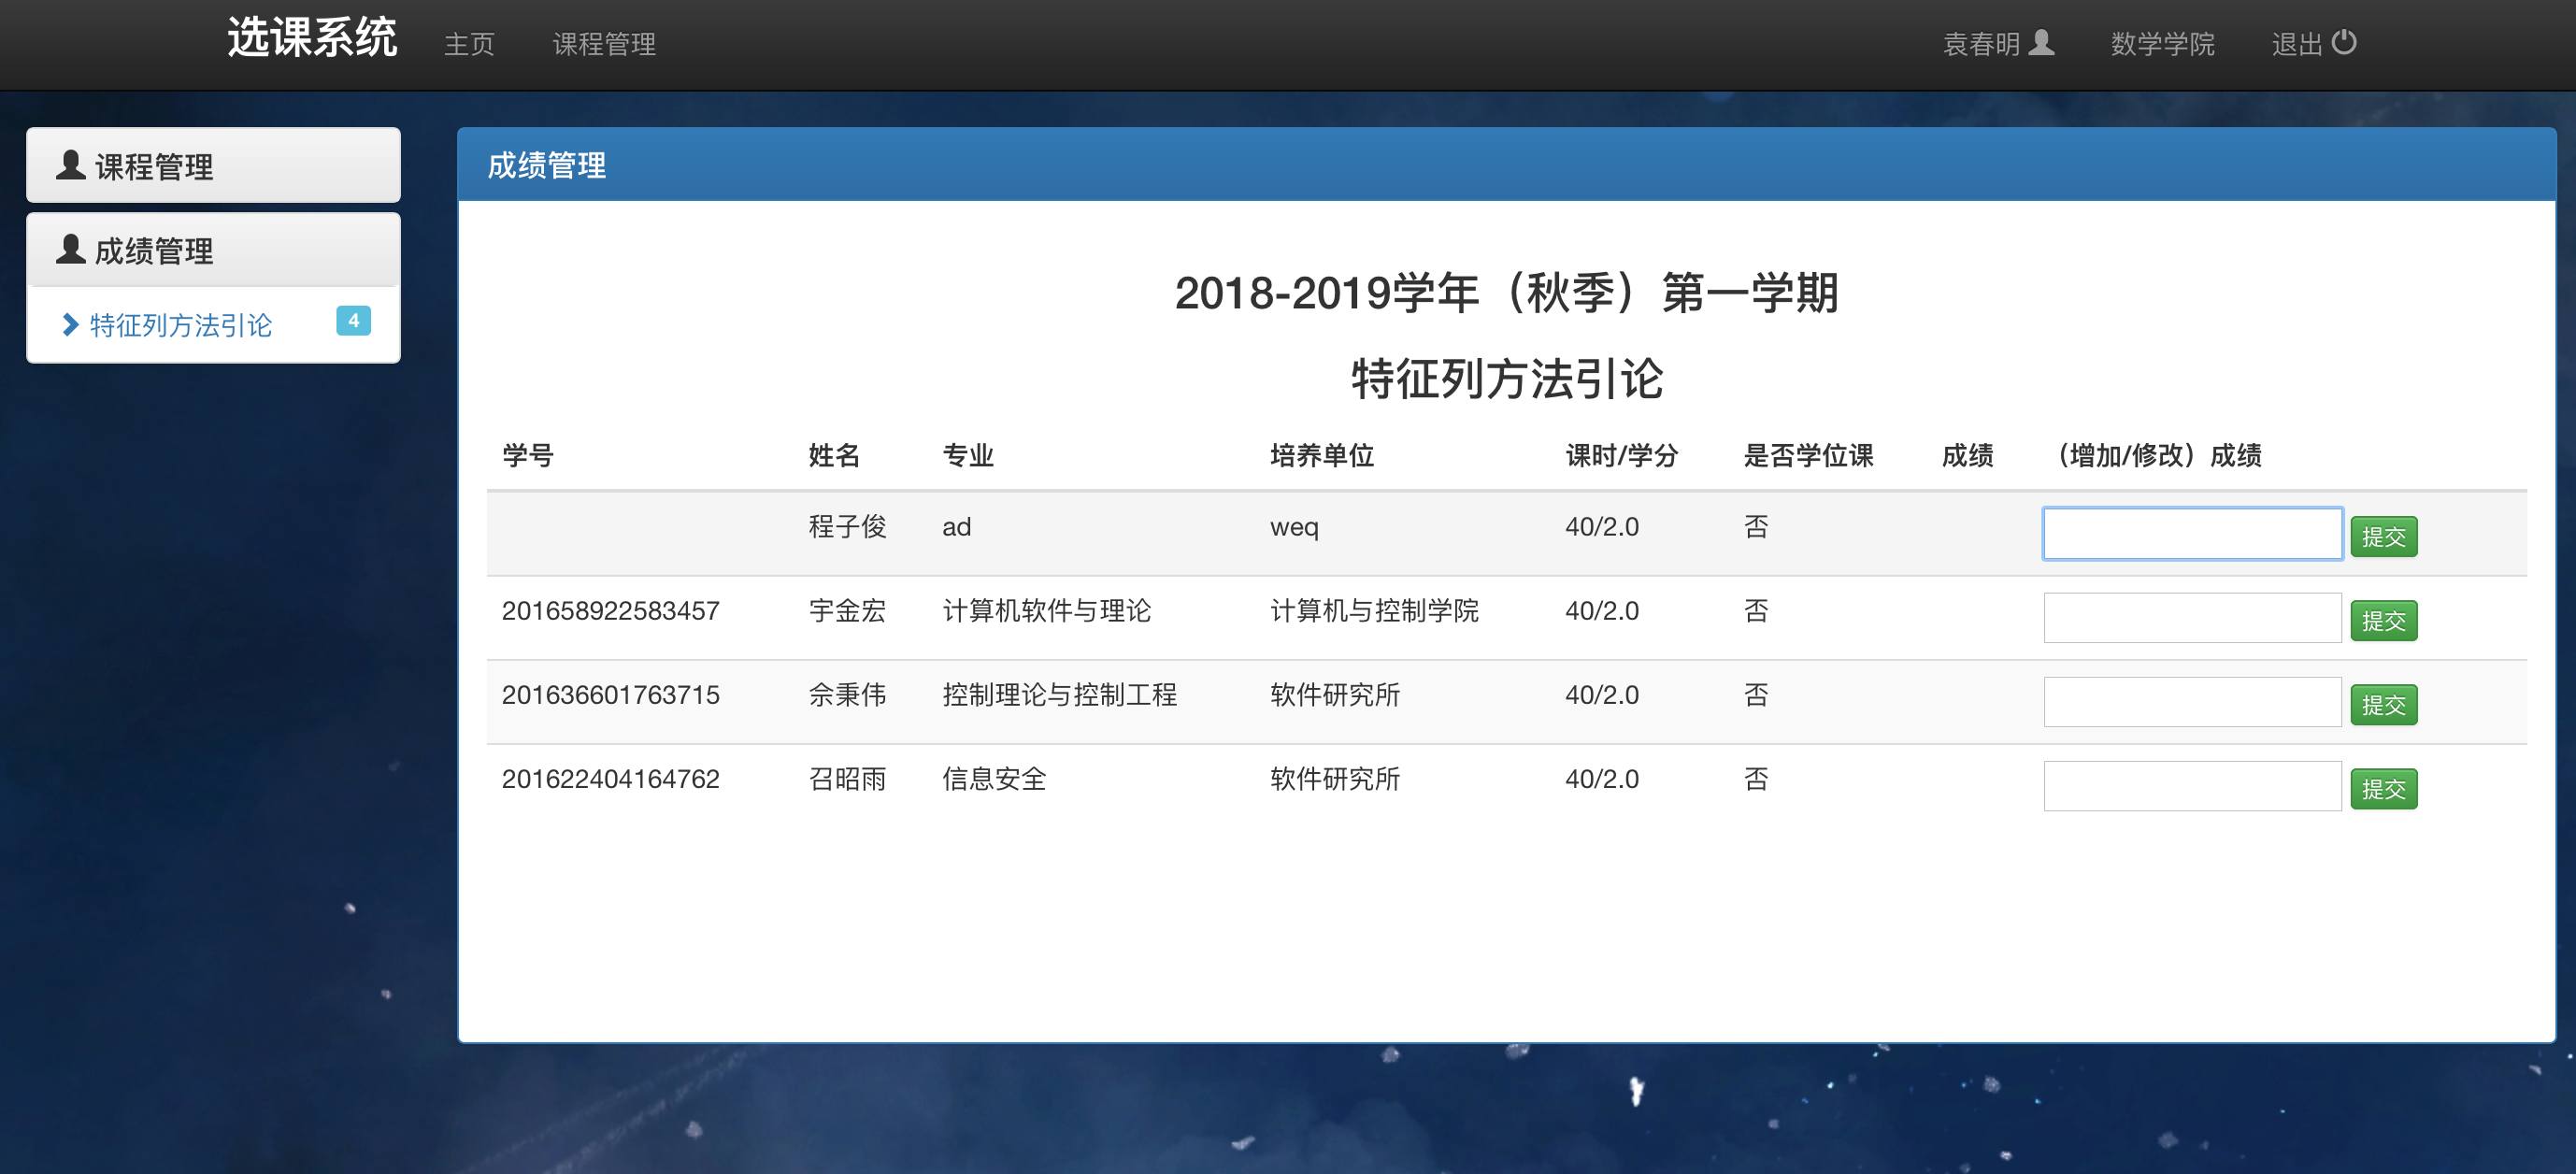 选课系统 主页 课程管理 袁春明 数学学院 退出
课程管理
成绩管理
特征列方法引论 4
成绩管理
2018-2019学年（秋季）第一学期
特征列方法引论
学号 姓名 专业 培养单位 课时/学分 是否学位课 成绩 （增加/修改）成绩
程子俊 ad weq 40/2.0 否 提交
201658922583457 宇金宏 计算机软件与理论 计算机与控制学院 40/2.0 否 提交
201636601763715 佘秉伟 控制理论与控制工程 软件研究所 40/2.0 否 提交
201622404164762 召昭雨 信息安全 软件研究所 40/2.0 否 提交